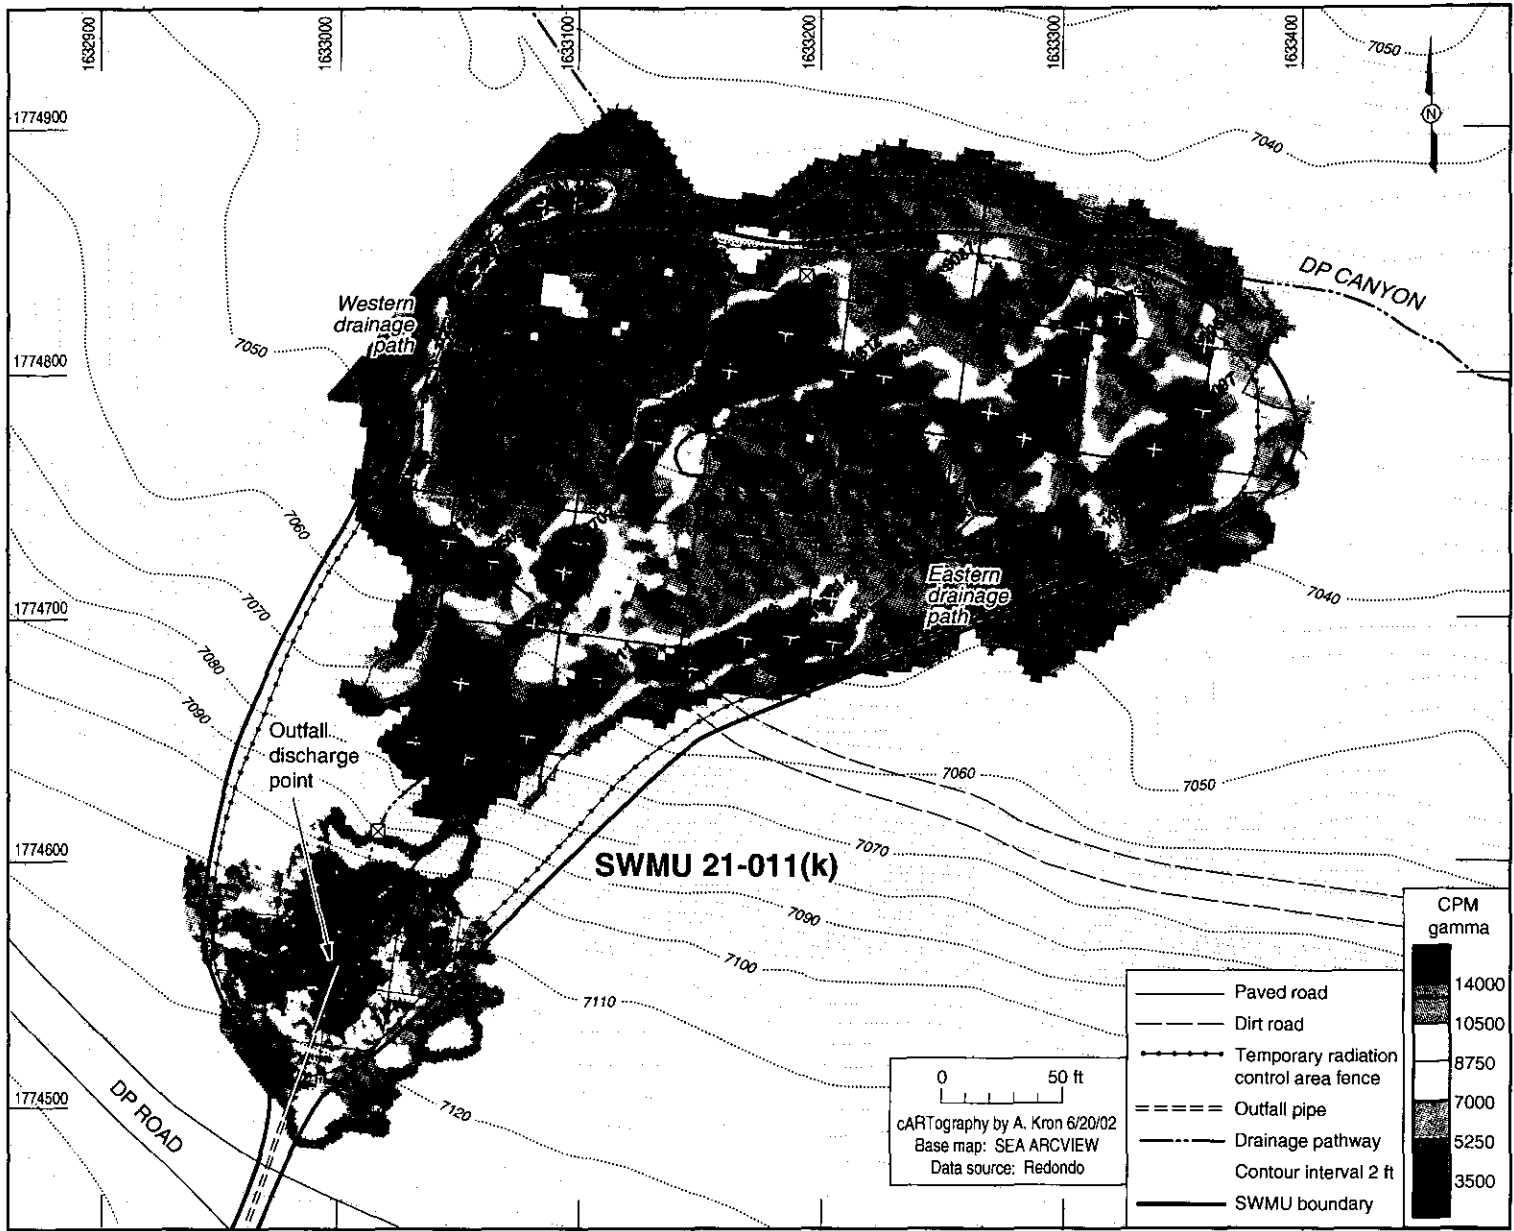 1632900
1633000
1633100
1633200
1633300
1633400
7050
1774900
N
7040
DP CANYON
Western
drainage
path
7050
1774800
7060
Eastern
drainage
path
7040
1774700
7070
7080
7090
Outfall
discharge
point
7060
7050
1774600
7070
SWMU 21-011(k)
7090
7100
7110
7120
1774500
DP ROAD
0 50 ft
cARTography by A. Kron 6/20/02
Base map: SEA ARCVIEW
Data source: Redondo
Paved road
Dirt road
Temporary radiation
control area fence
Outfall pipe
Drainage pathway
Contour interval 2 ft
SWMU boundary
CPM
gamma
14000
10500
8750
7000
5250
3500